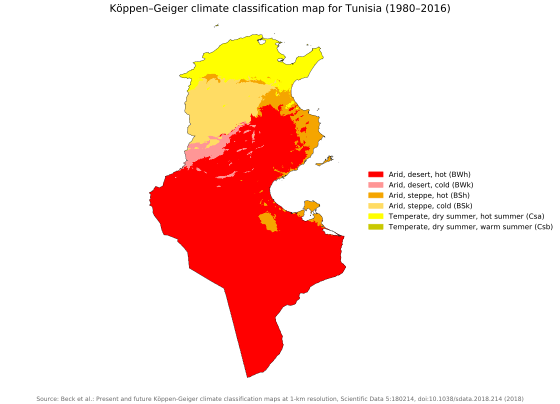 Köppen–Geiger climate classification map for Tunisia (1980–2016)
Arid, desert, hot (BWh)
Arid, desert, cold (BWk)
Arid, steppe, hot (BSh)
Arid, steppe, cold (BSk)
Temperate, dry summer, hot summer (Csa)
Temperate, dry summer, warm summer (Csb)
Source: Beck et al.: Present and future Köppen-Geiger climate classification maps at 1-km resolution, Scientific Data 5:180214, doi:10.1038/sdata.2018.214 (2018)